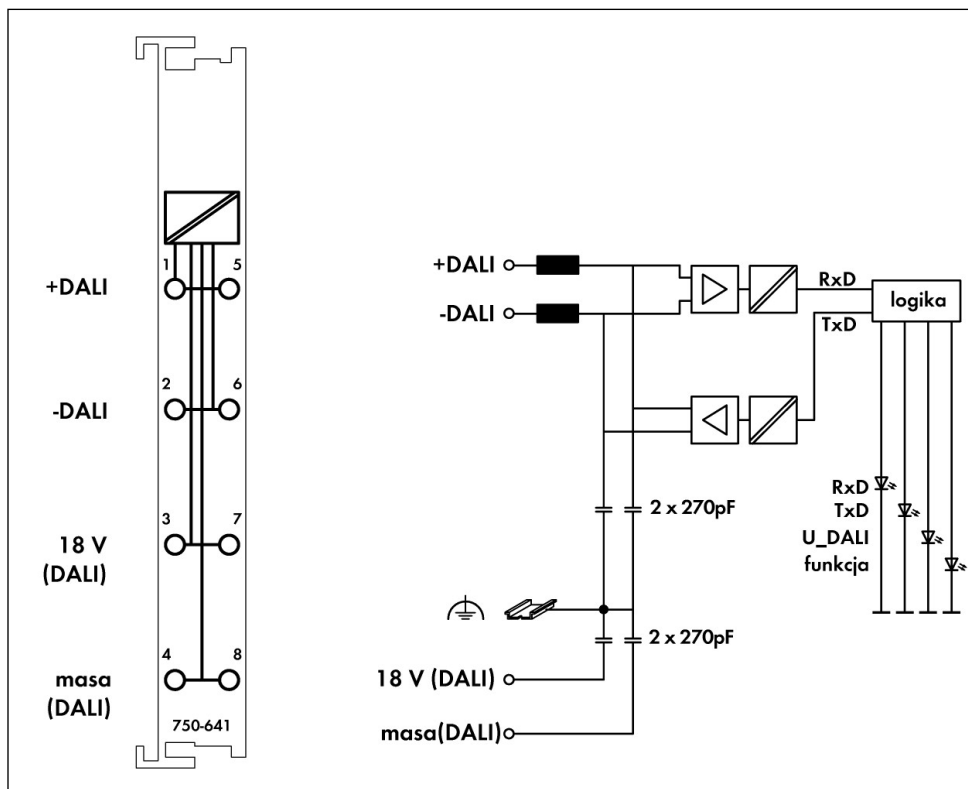 1
5
+DALI
2
6
-DALI
3
7
18 V
(DALI)
4
8
masa
(DALI)
750-641
+DALI
-DALI
RxD
TxD
logika
2 x 270pF
RxD
TxD
U_DALI
funkcja
2 x 270pF
18 V (DALI)
masa(DALI)